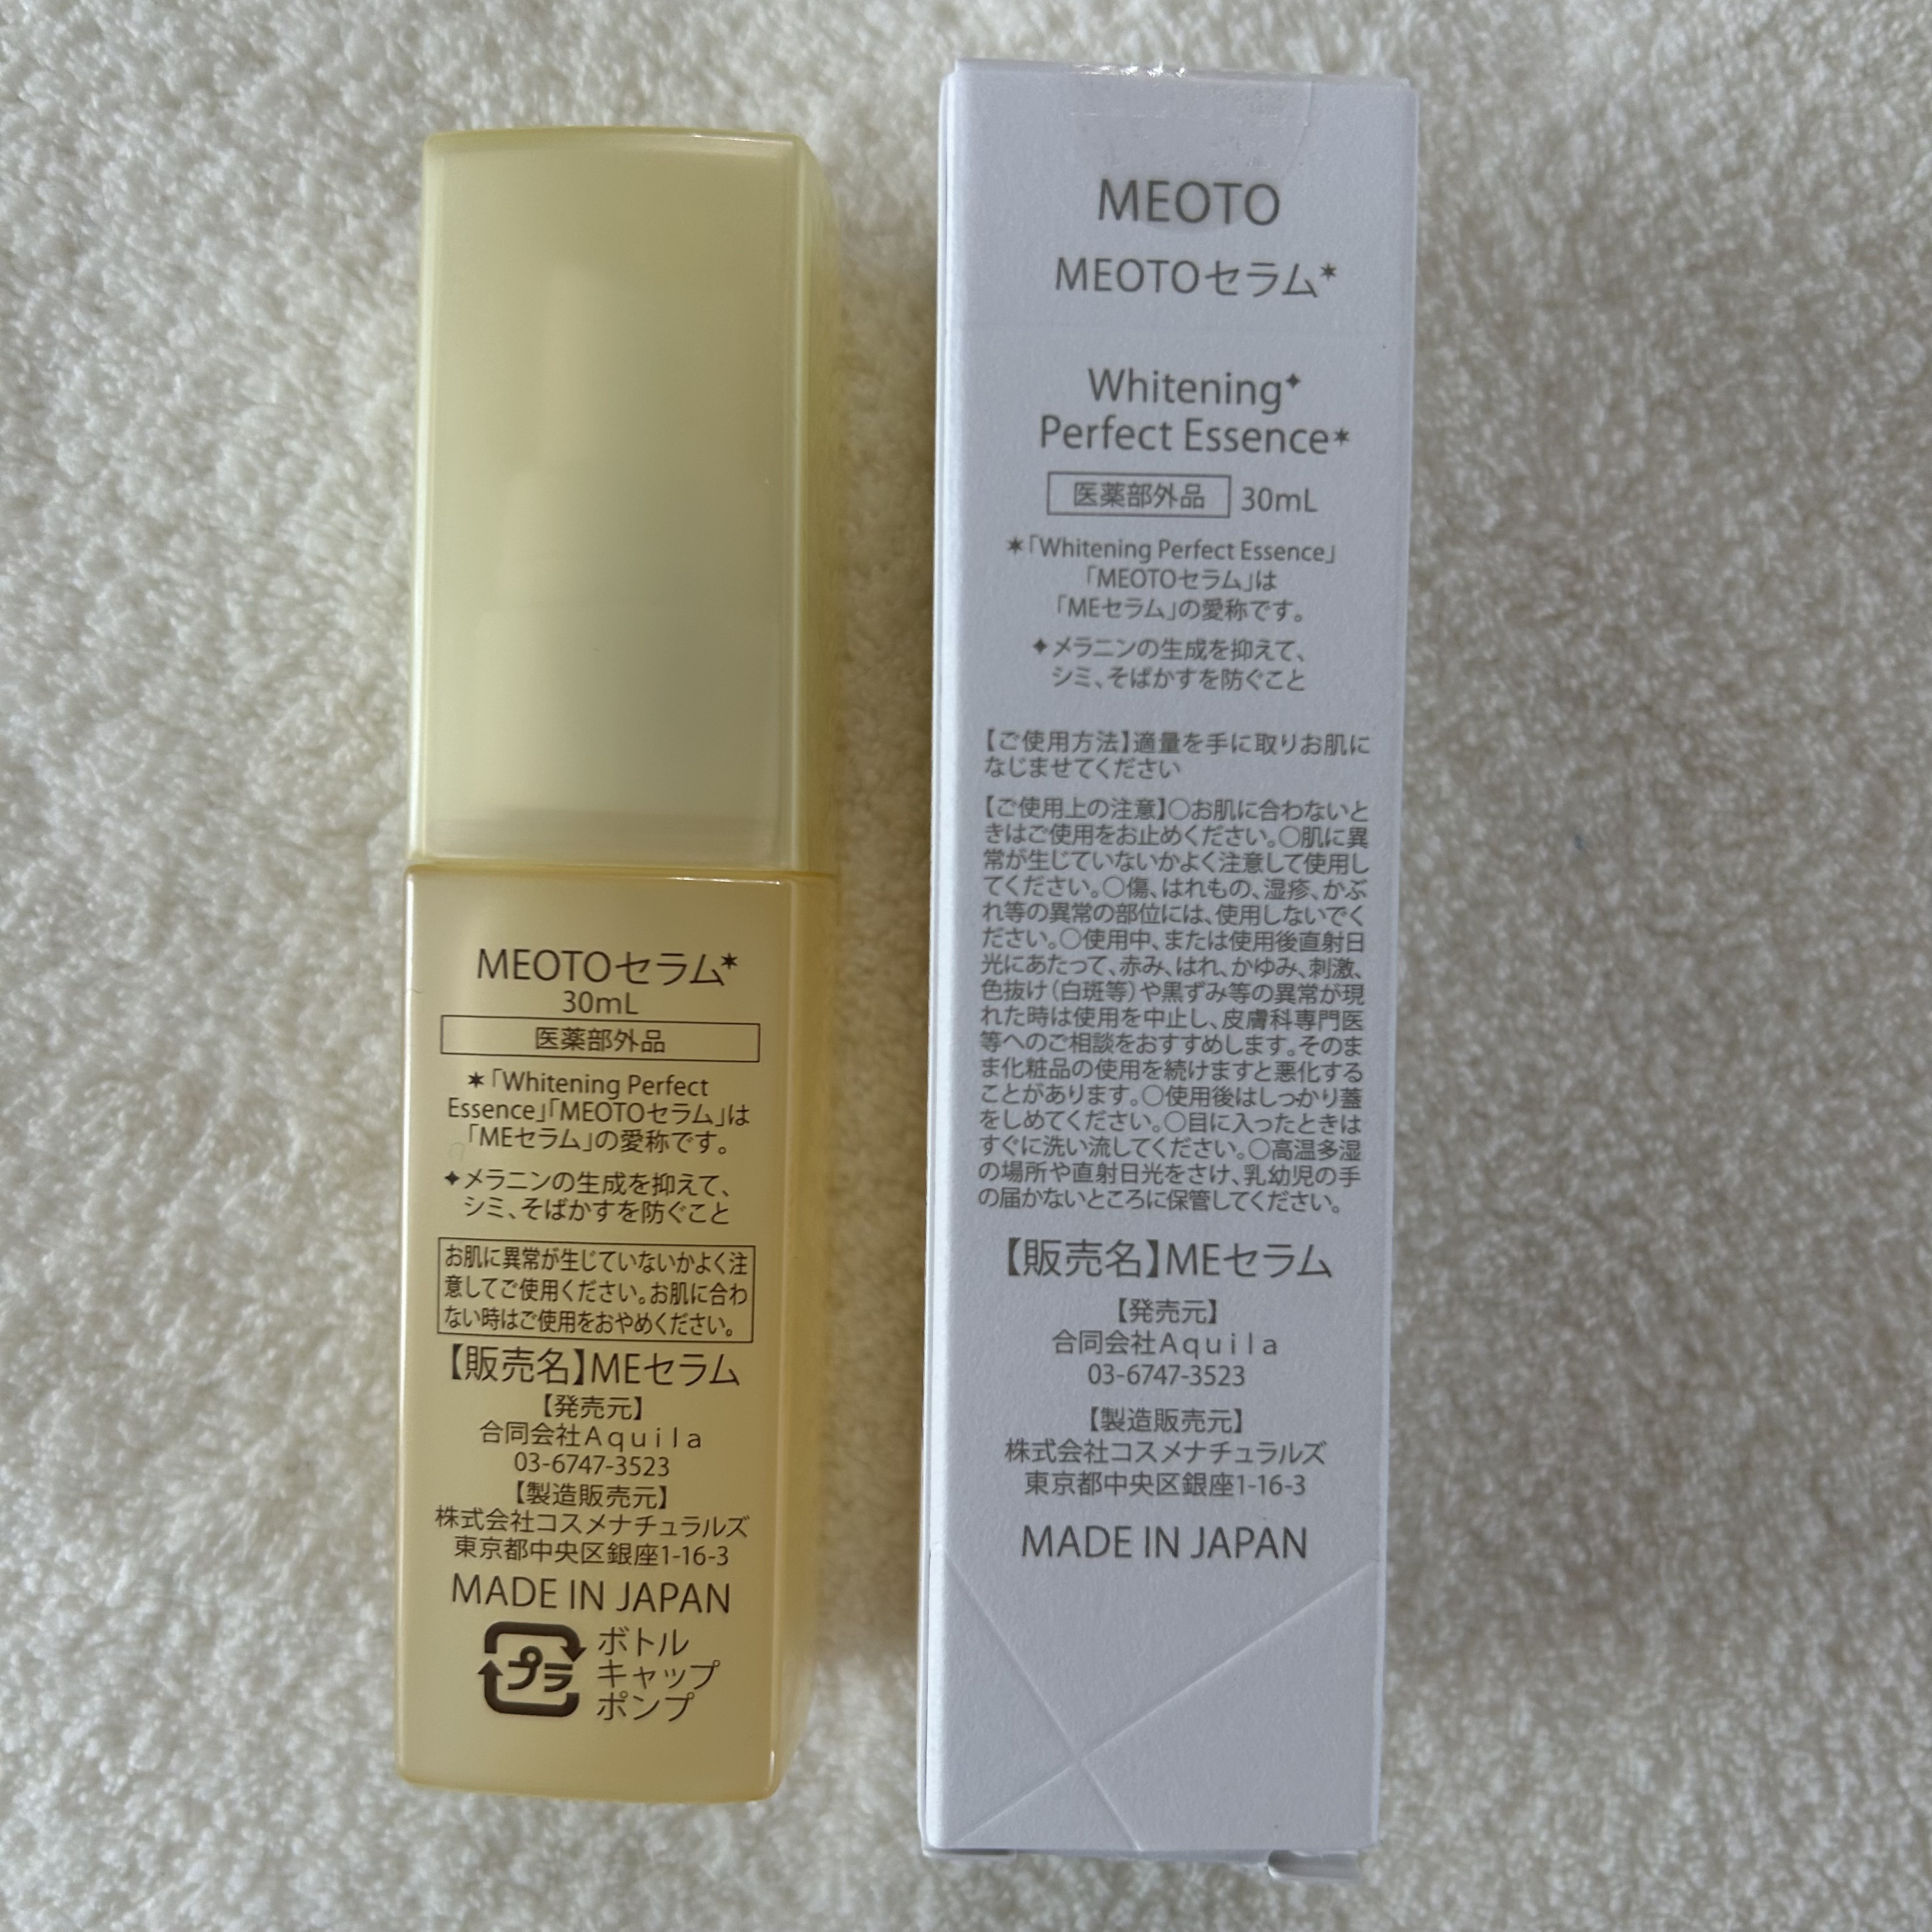 MEOTOセラム*
30mL
医薬部外品
✶「Whitening Perfect
Essence」「MEOTOセラム」は
「MEセラム」の愛称です。
✦メラニンの生成を抑えて、
シミ、そばかすを防ぐこと
お肌に異常が生じていないかよく注
意してご使用ください。お肌に合わ
ない時はご使用をおやめください。
【販売名】MEセラム
【発売元】
合同会社Aquila
03-6747-3523
【製造販売元】
株式会社コスメナチュラルズ
東京都中央区銀座1-16-3
MADE IN JAPAN
プラ
ボトル
キャップ
ポンプ
MEOTO
MEOTOセラム✶
Whitening✦
Perfect Essence✶
医薬部外品 30mL
✶「Whitening Perfect Essence」
「MEOTOセラム」は
「MEセラム」の愛称です。
✦メラニンの生成を抑えて、
シミ、そばかすを防ぐこと
【ご使用方法】適量を手に取りお肌に
なじませてください
【ご使用上の注意】○お肌に合わないと
きはご使用をお止めください。○肌に異
常が生じていないかよく注意して使用し
てください。○傷、はれもの、湿疹、かぶ
れ等の異常の部位には、使用しないでく
ださい。○使用中、または使用後直射日
光にあたって、赤み、はれ、かゆみ、刺激、
色抜け(白斑等)や黒ずみ等の異常が現
れた時は使用を中止し、皮膚科専門医
等へのご相談をおすすめします。そのま
ま化粧品の使用を続けますと悪化する
ことがあります。○使用後はしっかり蓋
をしめてください。○目に入ったときは
すぐに洗い流してください。○高温多湿
の場所や直射日光をさけ、乳幼児の手
の届かないところに保管してください。
【販売名】MEセラム
【発売元】
合同会社Aquila
03-6747-3523
【製造販売元】
株式会社コスメナチュラルズ
東京都中央区銀座1-16-3
MADE IN JAPAN